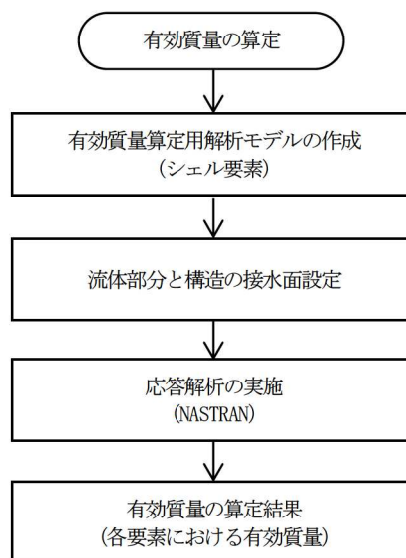 有効質量の算定
有効質量算定用解析モデルの作成
(シェル要素)
流体部分と構造の接水面設定
応答解析の実施
(NASTRAN)
有効質量の算定結果
(各要素における有効質量)